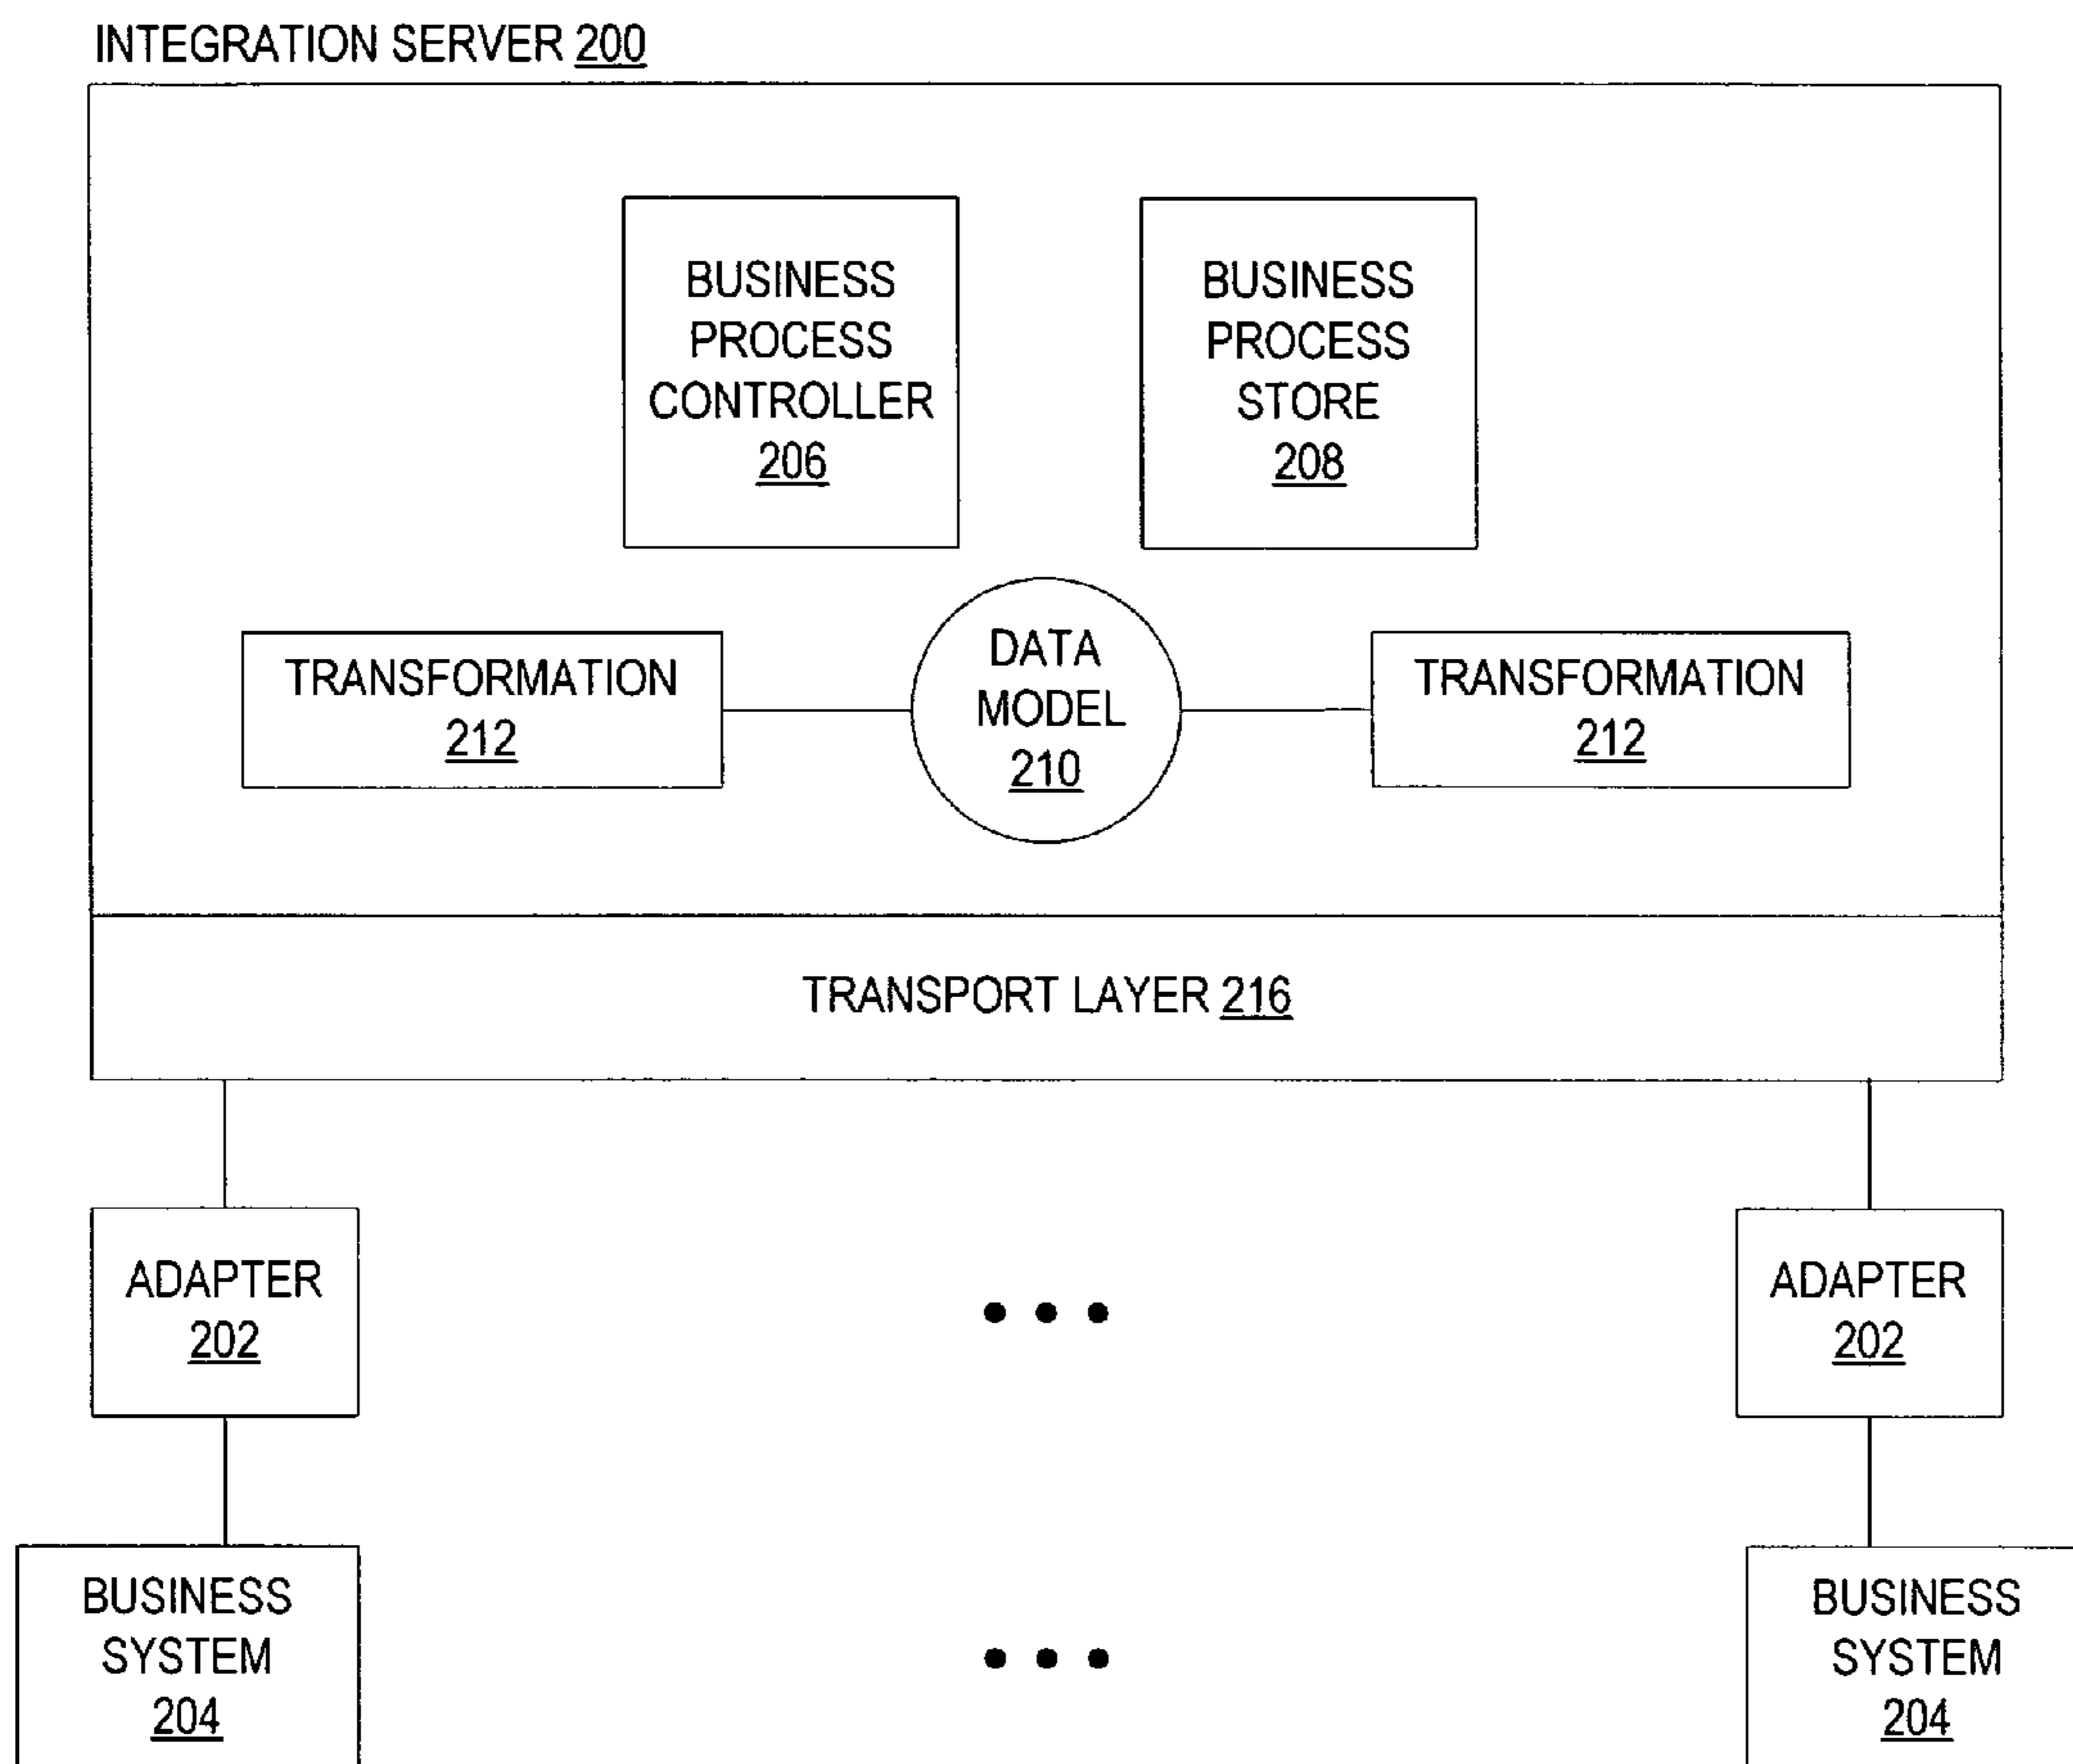 INTEGRATION SERVER 200
BUSINESS
PROCESS
CONTROLLER
206
BUSINESS
PROCESS
STORE
208
TRANSFORMATION
212
DATA
MODEL
210
TRANSFORMATION
212
TRANSPORT LAYER 216
ADAPTER
202
ADAPTER
202
BUSINESS
SYSTEM
204
BUSINESS
SYSTEM
204